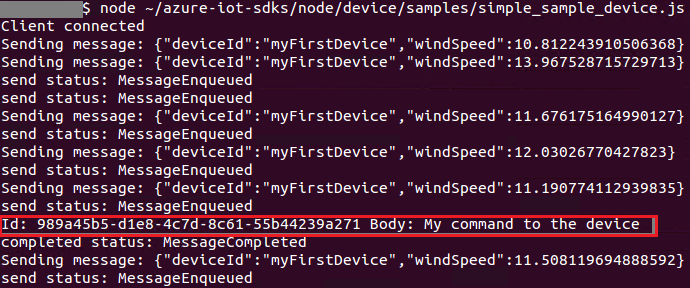 $ node ~/azure-iot-sdks/node/device/samples/simple_sample_device.js
Client connected
Sending message: {"deviceId":"myFirstDevice","windSpeed":10.812243910506368}
Sending message: {"deviceId":"myFirstDevice","windSpeed":13.967528715729713}
send status: MessageEnqueued
send status: MessageEnqueued
Sending message: {"deviceId":"myFirstDevice","windSpeed":11.676175164990127}
send status: MessageEnqueued
Sending message: {"deviceId":"myFirstDevice","windSpeed":12.03026770427823}
send status: MessageEnqueued
Sending message: {"deviceId":"myFirstDevice","windSpeed":11.190774112939835}
send status: MessageEnqueued
Id: 989a45b5-d1e8-4c7d-8c61-55b44239a271 Body: My command to the device
completed status: MessageCompleted
Sending message: {"deviceId":"myFirstDevice","windSpeed":11.508119694888592}
send status: MessageEnqueued